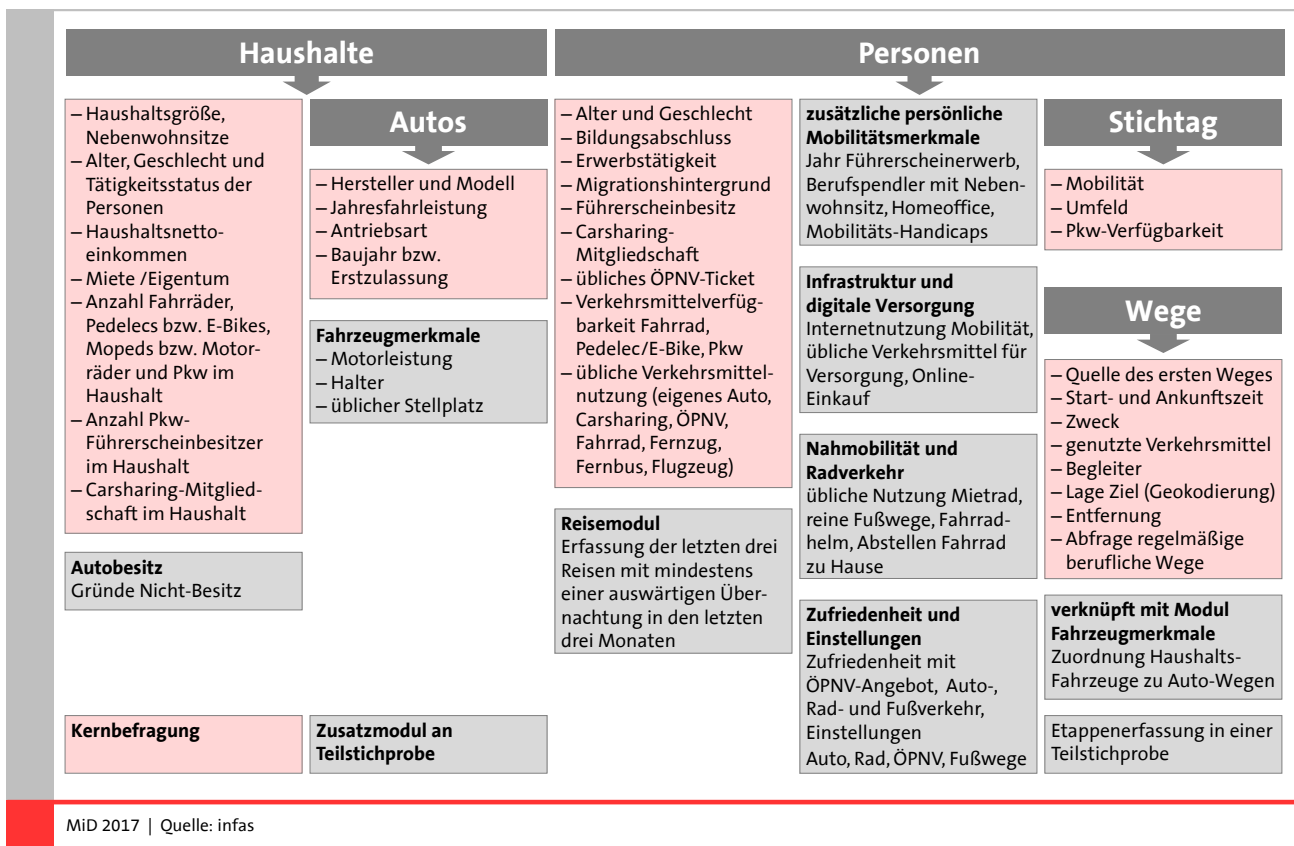 Haushalte
– Haushaltsgröße,
Nebenwohnsitze
– Alter, Geschlecht und
Tätigkeitsstatus der
Personen
– Haushaltsnetto-
einkommen
– Miete /Eigentum
– Anzahl Fahrräder,
Pedelecs bzw. E-Bikes,
Mopeds bzw. Motor-
räder und Pkw im
Haushalt
– Anzahl Pkw-
Führerscheinbesitzer
im Haushalt
– Carsharing-Mitglied-
schaft im Haushalt
Autobesitz
Gründe Nicht-Besitz
Kernbefragung
Autos
– Hersteller und Modell
– Jahresfahrleistung
– Antriebsart
– Baujahr bzw.
Erstzulassung
Fahrzeugmerkmale
– Motorleistung
– Halter
– üblicher Stellplatz
Zusatzmodul an
Teilstichprobe
Personen
– Alter und Geschlecht
– Bildungsabschluss
– Erwerbstätigkeit
– Migrationshintergrund
– Führerscheinbesitz
– Carsharing-
Mitgliedschaft
– übliches ÖPNV-Ticket
– Verkehrsmittelverfüg-
barkeit Fahrrad,
Pedelec/E-Bike, Pkw
– übliche Verkehrsmittel-
nutzung (eigenes Auto,
Carsharing, ÖPNV,
Fahrrad, Fernzug,
Fernbus, Flugzeug)
Reisemodul
Erfassung der letzten drei
Reisen mit mindestens
einer auswärtigen Über-
nachtung in den letzten
drei Monaten
zusätzliche persönliche
Mobilitätsmerkmale
Jahr Führerscheinerwerb,
Berufspendler mit Neben-
wohnsitz, Homeoffice,
Mobilitäts-Handicaps
Infrastruktur und
digitale Versorgung
Internetnutzung Mobilität,
übliche Verkehrsmittel für
Versorgung, Online-
Einkauf
Nahmobilität und
Radverkehr
übliche Nutzung Mietrad,
reine Fußwege, Fahrrad-
helm, Abstellen Fahrrad
zu Hause
Zufriedenheit und
Einstellungen
Zufriedenheit mit
ÖPNV-Angebot, Auto-,
Rad- und Fußverkehr,
Einstellungen
Auto, Rad, ÖPNV, Fußwege
Stichtag
– Mobilität
– Umfeld
– Pkw-Verfügbarkeit
Wege
– Quelle des ersten Weges
– Start- und Ankunftszeit
– Zweck
– genutzte Verkehrsmittel
– Begleiter
– Lage Ziel (Geokodierung)
– Entfernung
– Abfrage regelmäßige
berufliche Wege
verknüpft mit Modul
Fahrzeugmerkmale
Zuordnung Haushalts-
Fahrzeuge zu Auto-Wegen
Etappenerfassung in einer
Teilstichprobe
MiD 2017 | Quelle: infas